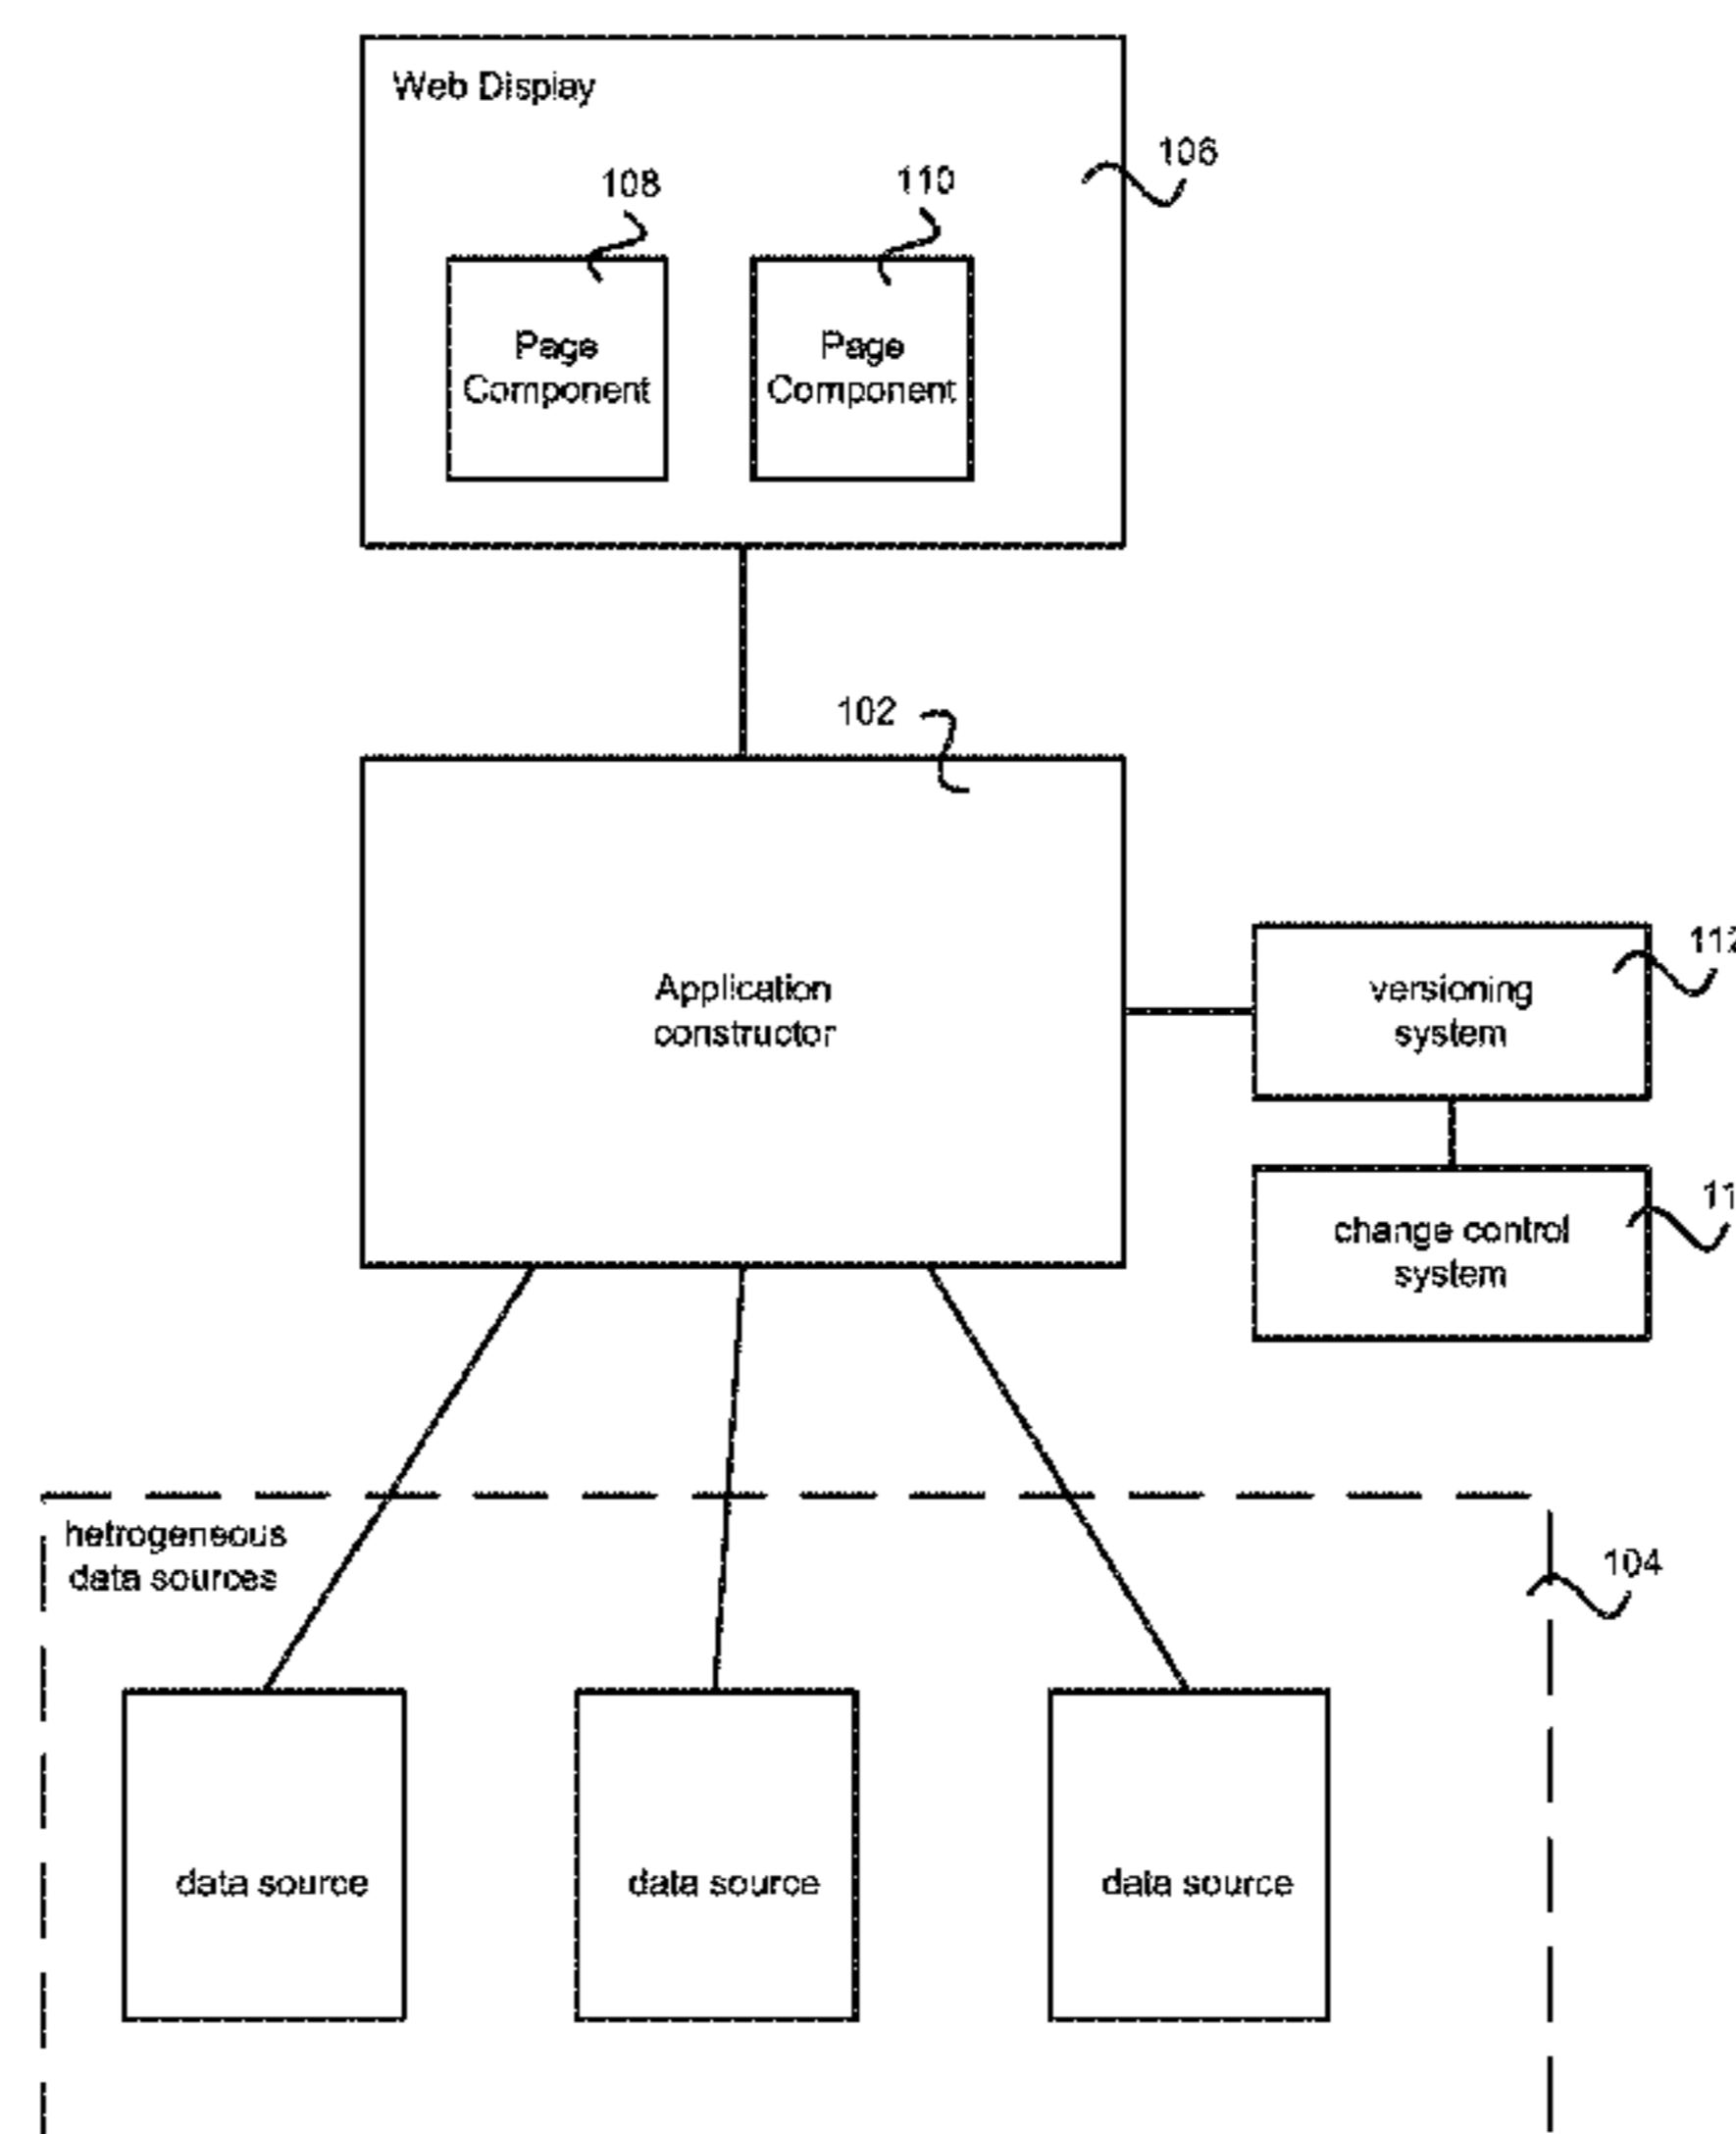 Web Display
106
108
110
Page
Component
Page
Component
102
Application
constructor
112
versioning
system
change control
system
hetrogeneous
data sources
104
data source
data source
data source